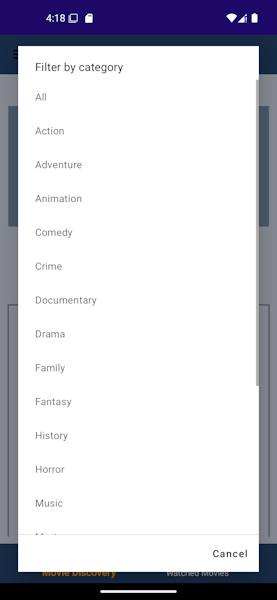 4:18
Filter by category
All
Action
Adventure
Animation
Comedy
Crime
Documentary
Drama
Family
Fantasy
History
Horror
Music
Cancel
Movie Discovery
Watched Movies